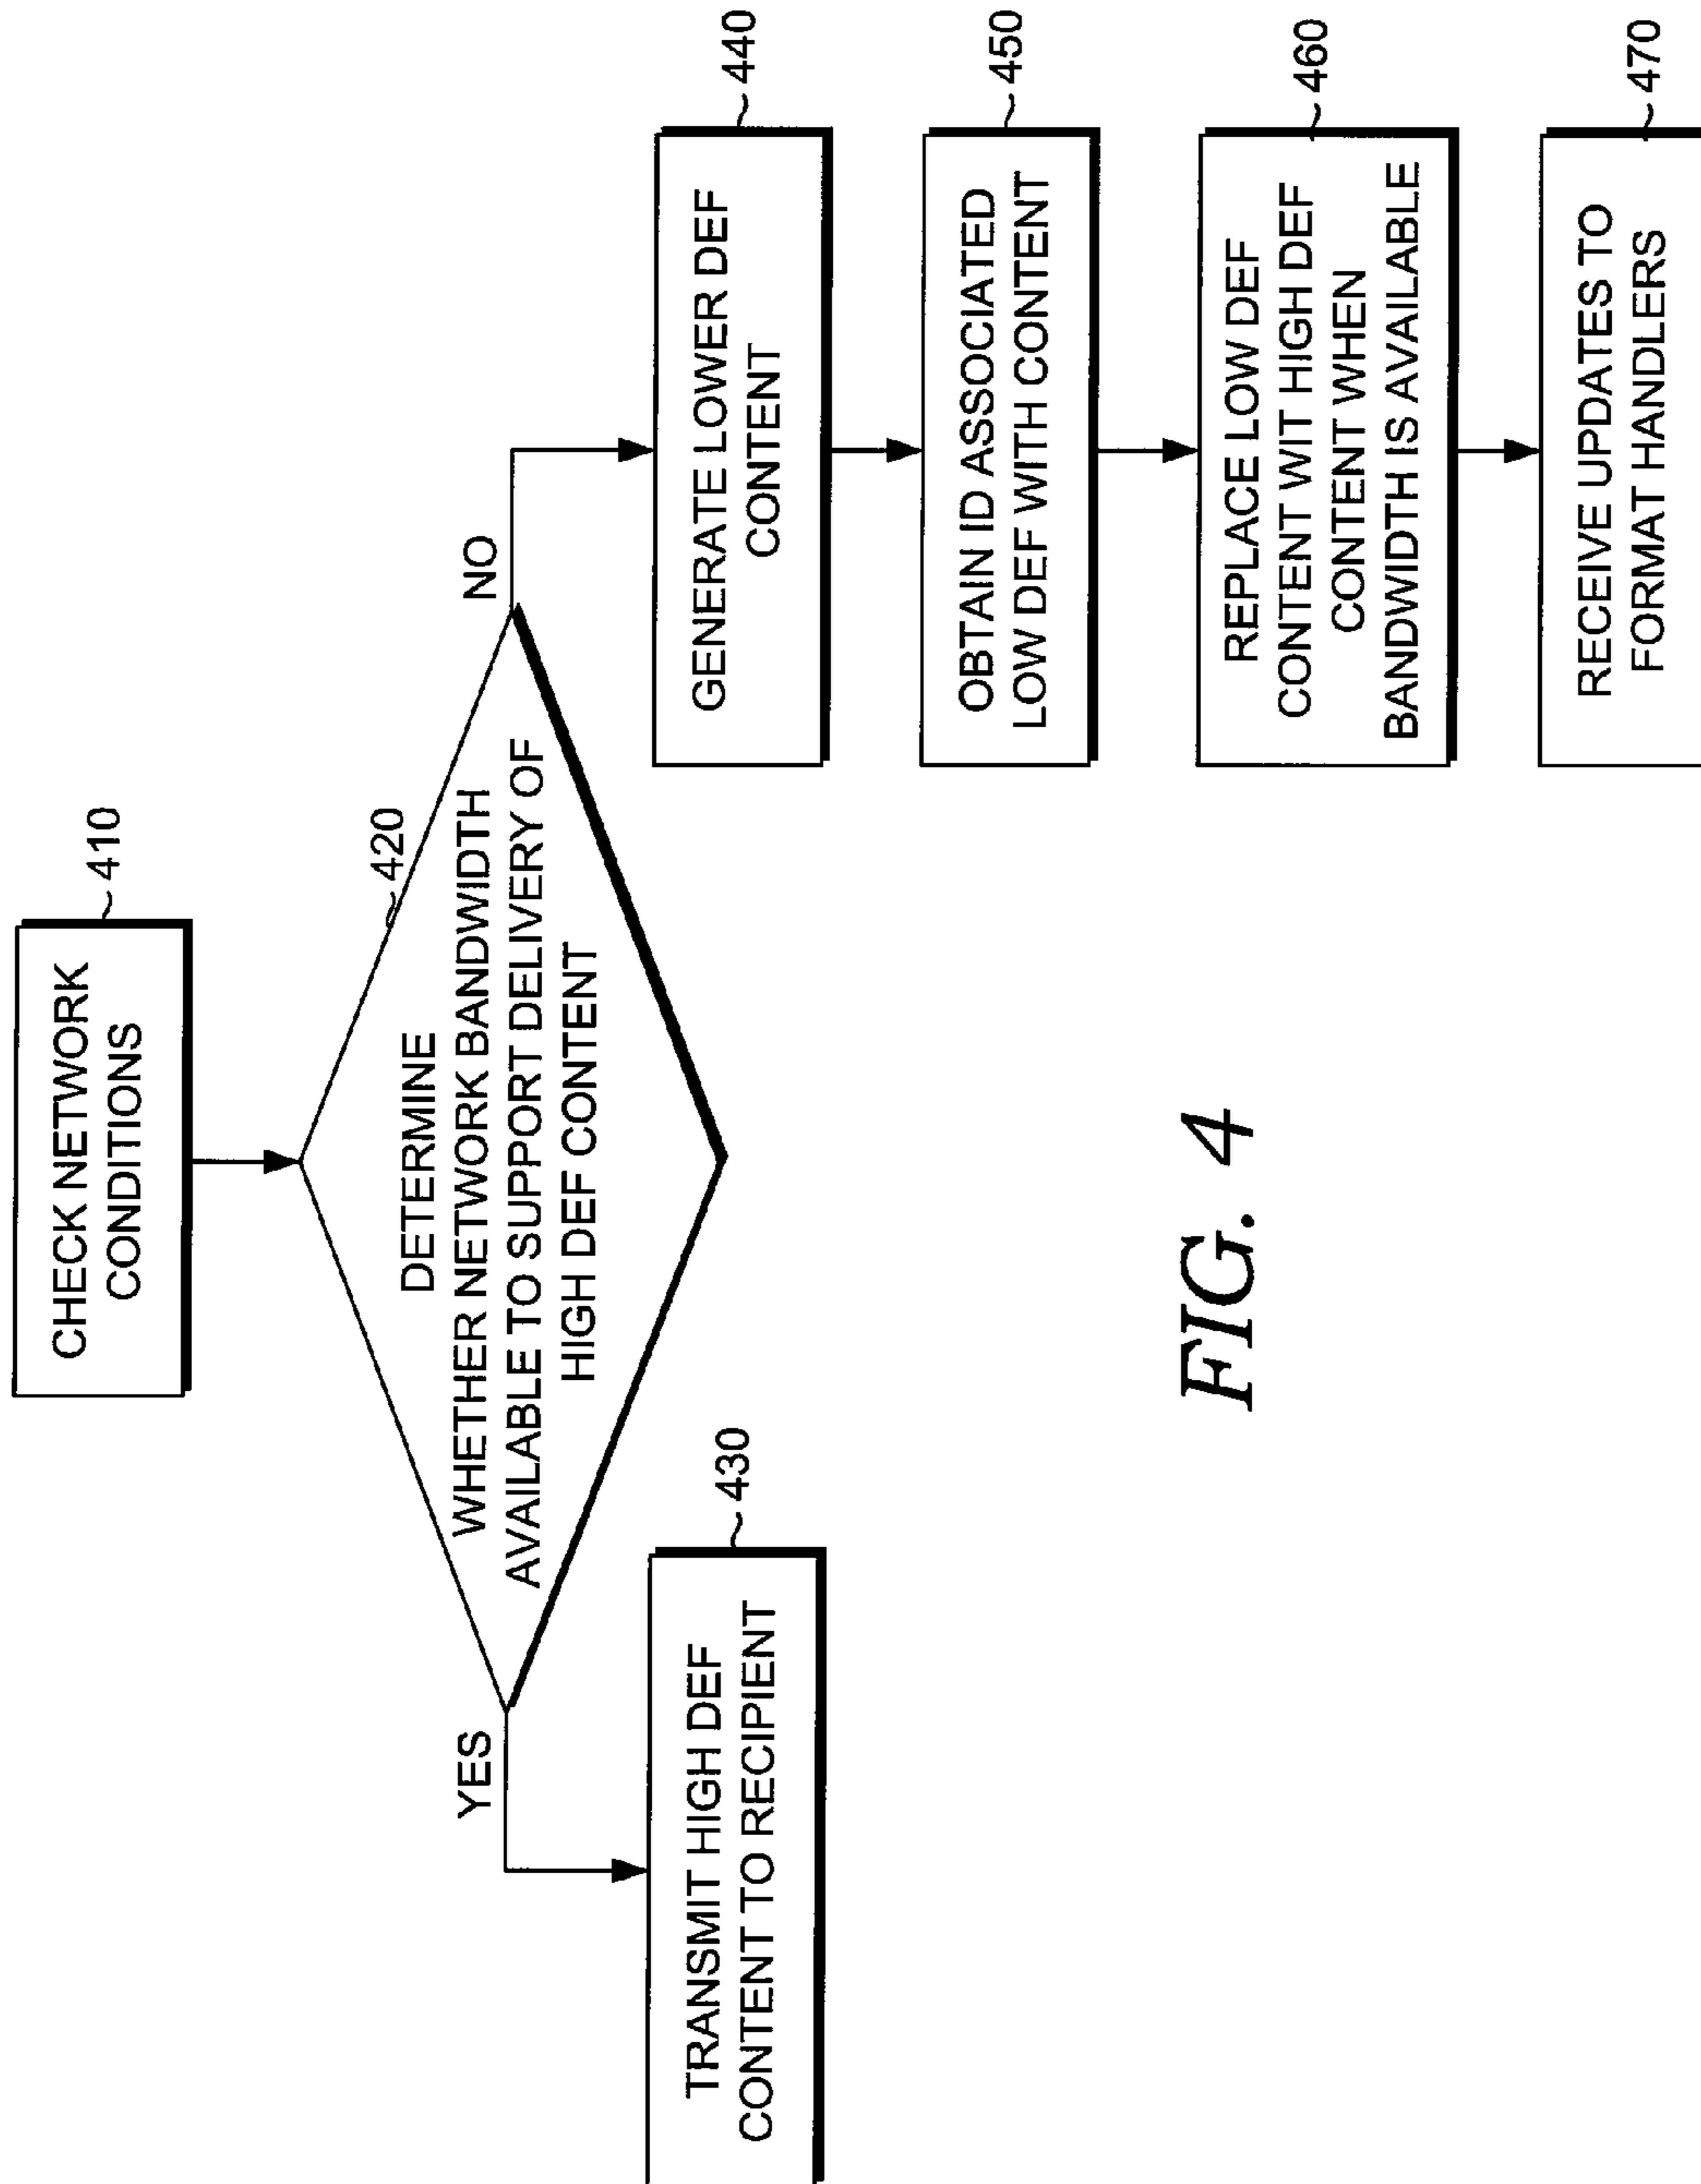 CHECK NETWORK
CONDITIONS
410
DETERMINE
WHETHER NETWORK BANDWIDTH
AVAILABLE TO SUPPORT DELIVERY OF
HIGH DEF CONTENT
420
YES
NO
TRANSMIT HIGH DEF
CONTENT TO RECIPIENT
430
GENERATE LOWER DEF
CONTENT
440
OBTAIN ID ASSOCIATED
LOW DEF WITH CONTENT
450
REPLACE LOW DEF
CONTENT WIT HIGH DEF
CONTENT WHEN
BANDWIDTH IS AVAILABLE
460
RECEIVE UPDATES TO
FORMAT HANDLERS
470
FIG. 4